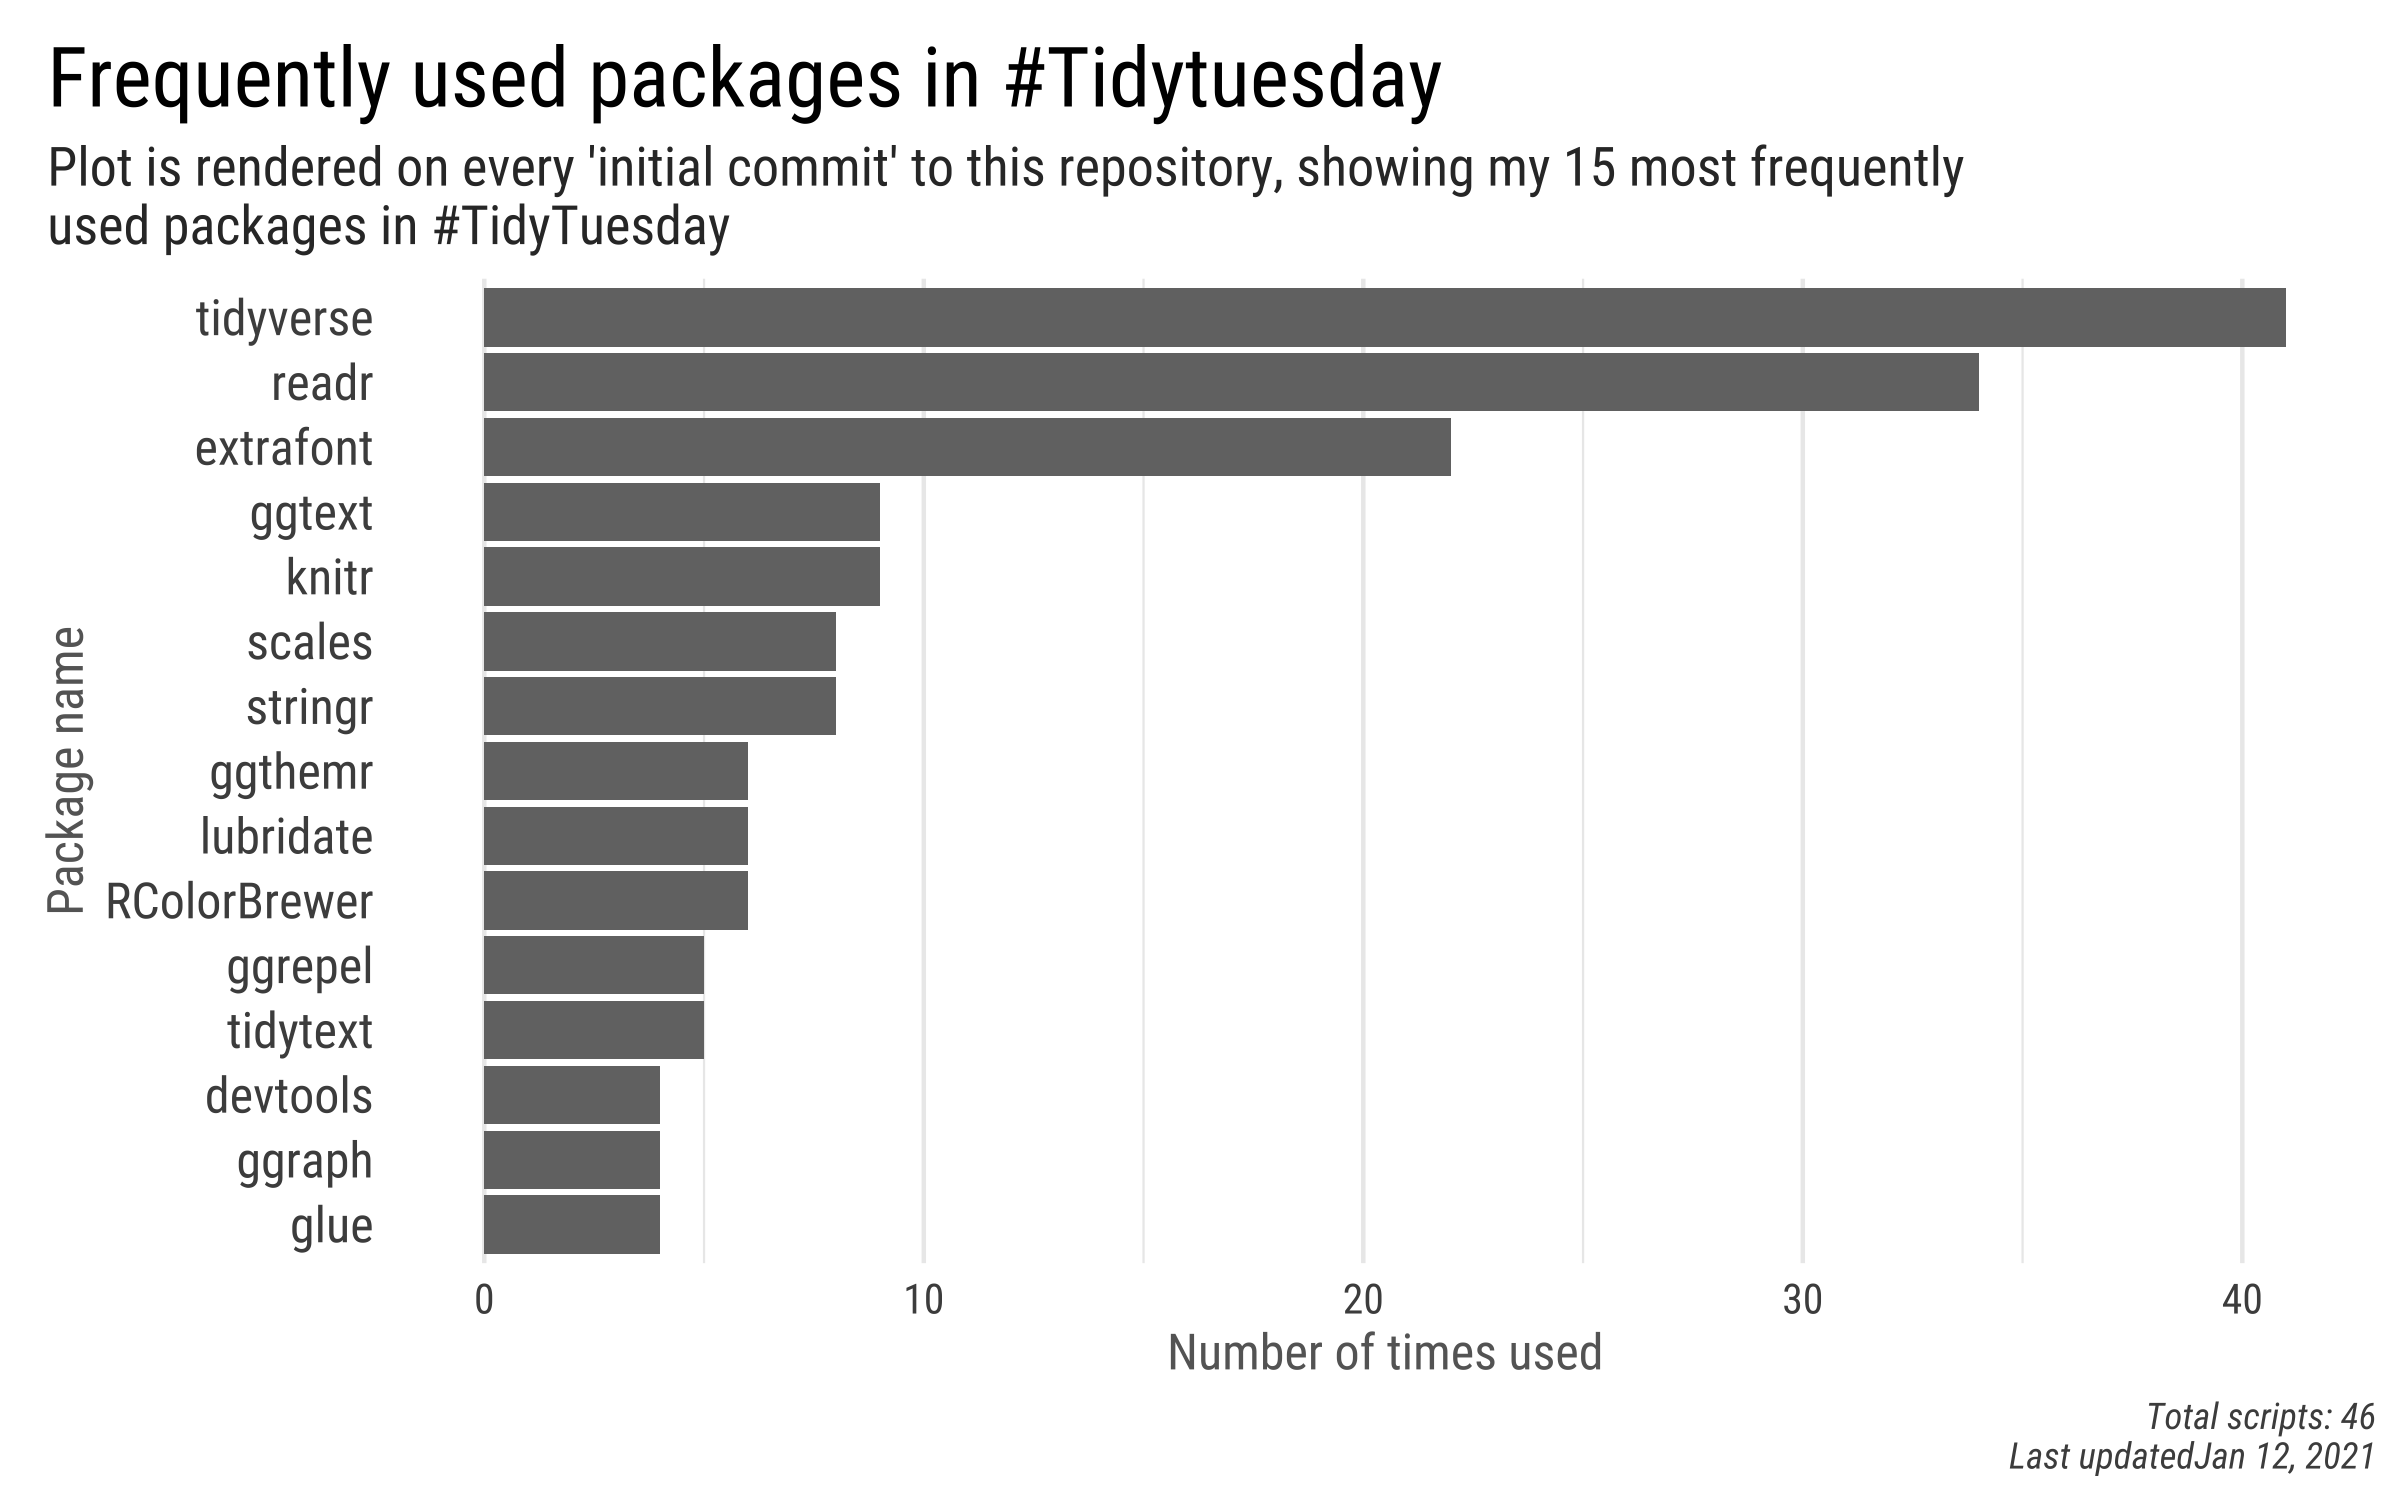 Frequently used packages in #Tidytuesday
Plot is rendered on every 'initial commit' to this repository, showing my 15 most frequently
used packages in #TidyTuesday
Package name
tidyverse
readr
extrafont
ggtext
knitr
scales
stringr
ggthemr
lubridate
RColorBrewer
ggrepel
tidytext
devtools
ggraph
glue
0 10 20 30 40
Number of times used
Total scripts: 46
Last updatedJan 12, 2021